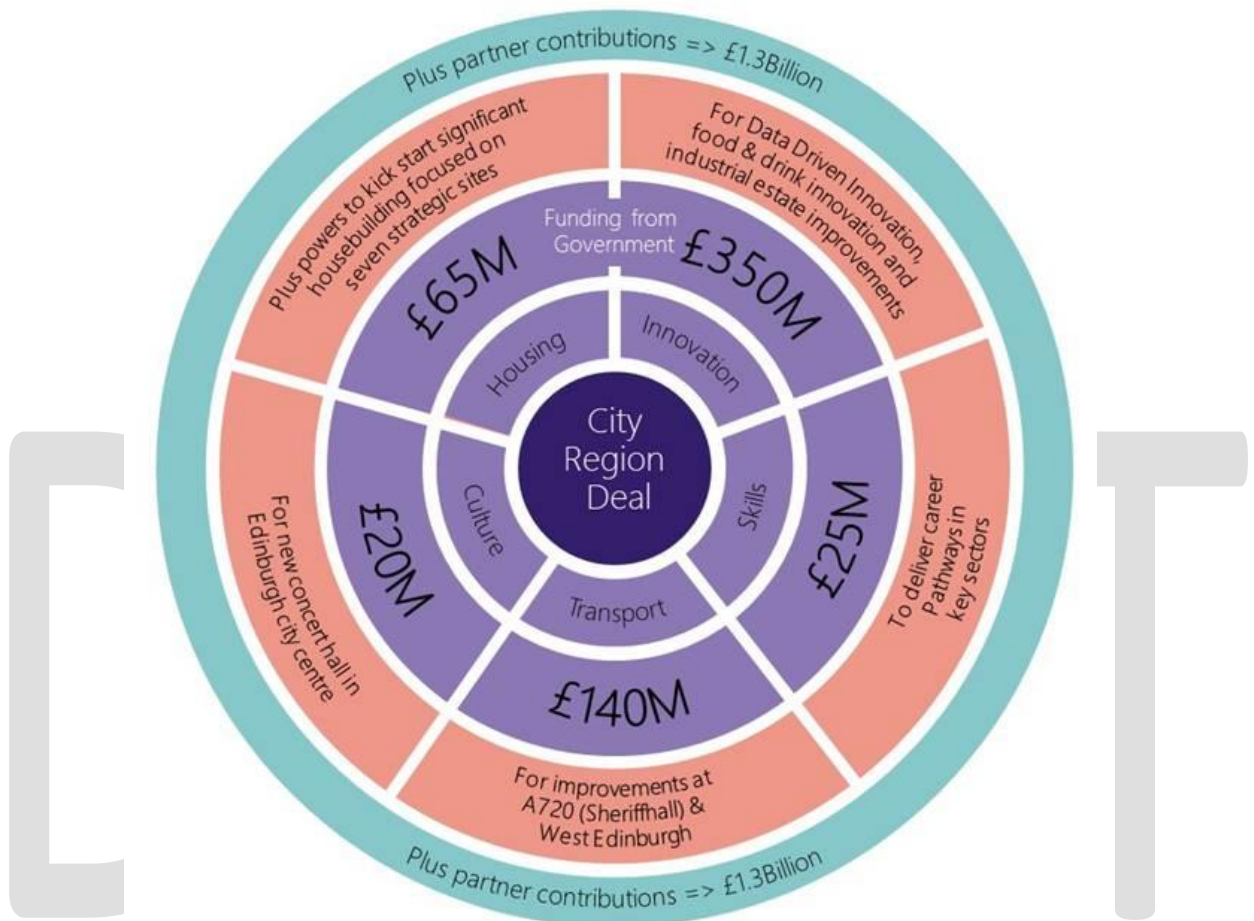 Plus partner contributions => £1.3Billion
Plus powers to kick start significant
housebuilding focused on
seven strategic sites
For Data Driven Innovation,
food & drink innovation and
industrial estate improvements
Funding from
Government
£65M
£350M
Housing
Innovation
City
Region
Deal
Culture
Skills
£20M
£25M
For new concert hall in
Edinburgh city centre
To deliver career
Pathways in
key sectors
Transport
£140M
For improvements at
A720 (Sheriffhall) &
West Edinburgh
Plus partner contributions => £1.3Billion